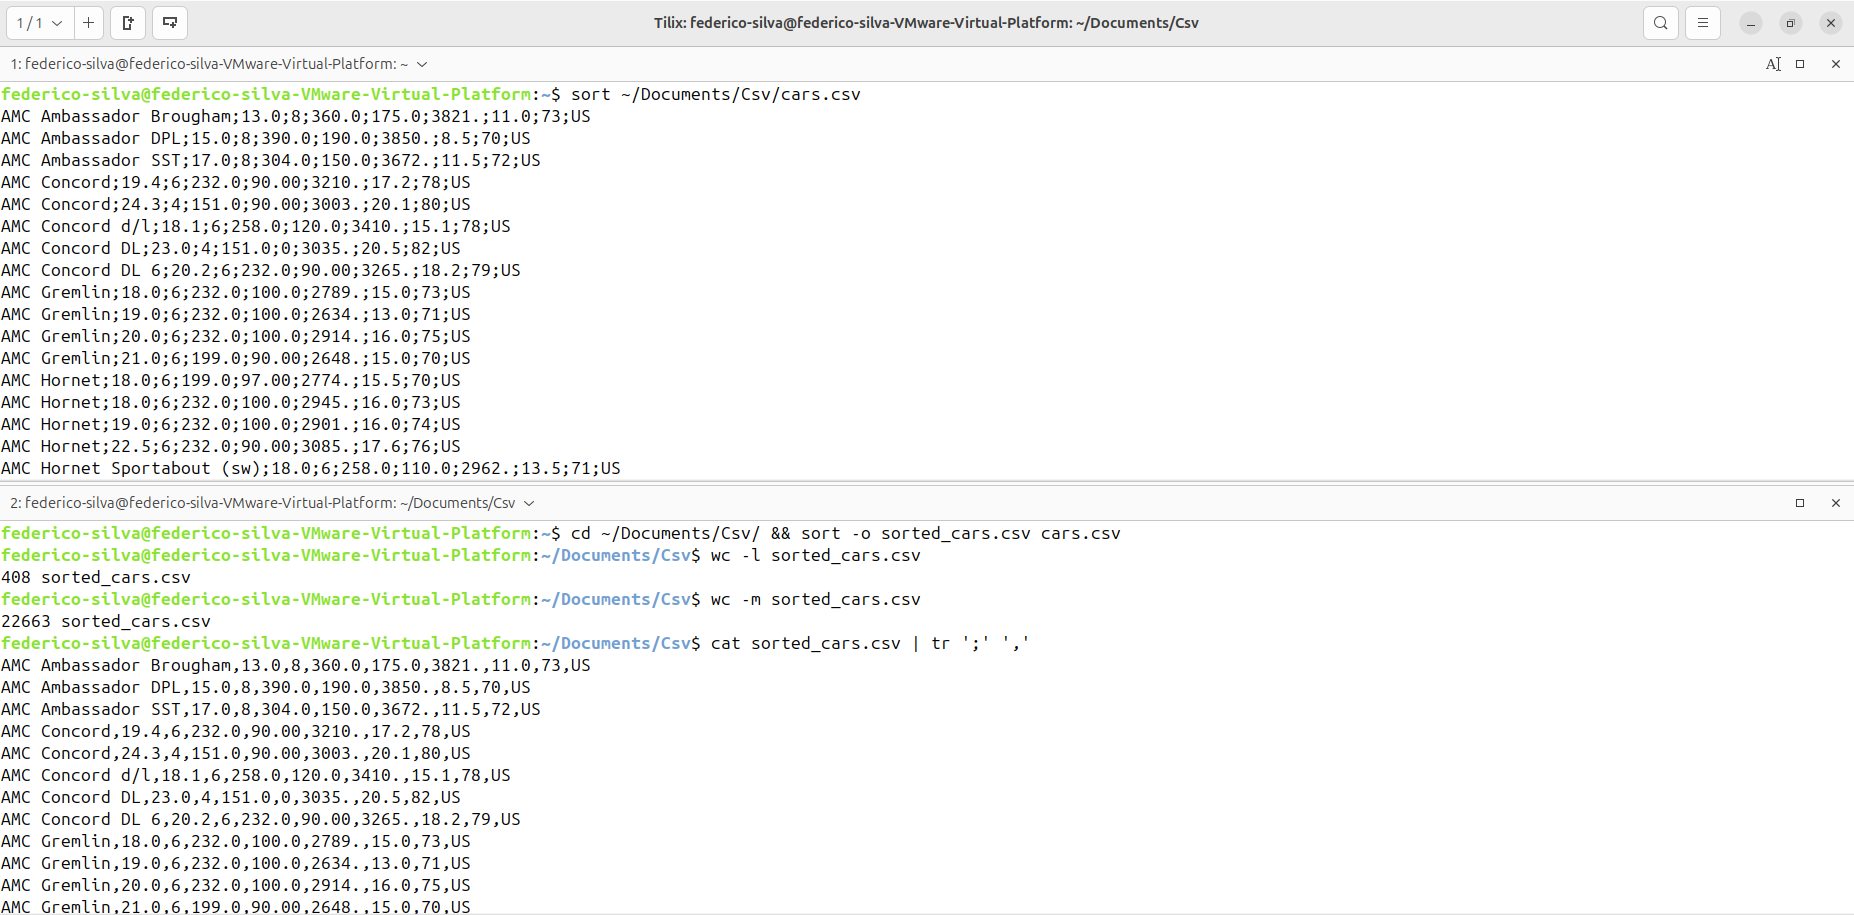 1 / 1
Tilix: federico-silva@federico-silva-VMware-Virtual-Platform: ~/Documents/Csv
1: federico-silva@federico-silva-VMware-Virtual-Platform: ~
federico-silva@federico-silva-VMware-Virtual-Platform:~$ sort ~/Documents/Csv/cars.csv
AMC Ambassador Brougham;13.0;8;360.0;175.0;3821.;11.0;73;US
AMC Ambassador DPL;15.0;8;390.0;190.0;3850.;8.5;70;US
AMC Ambassador SST;17.0;8;304.0;150.0;3672.;11.5;72;US
AMC Concord;19.4;6;232.0;90.00;3210.;17.2;78;US
AMC Concord;24.3;4;151.0;90.00;3003.;20.1;80;US
AMC Concord d/l;18.1;6;258.0;120.0;3410.;15.1;78;US
AMC Concord DL;23.0;4;151.0;0;3035.;20.5;82;US
AMC Concord DL 6;20.2;6;232.0;90.00;3265.;18.2;79;US
AMC Gremlin;18.0;6;232.0;100.0;2789.;15.0;73;US
AMC Gremlin;19.0;6;232.0;100.0;2634.;13.0;71;US
AMC Gremlin;20.0;6;232.0;100.0;2914.;16.0;75;US
AMC Gremlin;21.0;6;199.0;90.00;2648.;15.0;70;US
AMC Hornet;18.0;6;199.0;97.00;2774.;15.5;70;US
AMC Hornet;18.0;6;232.0;100.0;2945.;16.0;73;US
AMC Hornet;19.0;6;232.0;100.0;2901.;16.0;74;US
AMC Hornet;22.5;6;232.0;90.00;3085.;17.6;76;US
AMC Hornet Sportabout (sw);18.0;6;258.0;110.0;2962.;13.5;71;US
2: federico-silva@federico-silva-VMware-Virtual-Platform: ~/Documents/Csv
federico-silva@federico-silva-VMware-Virtual-Platform:~$ cd ~/Documents/Csv/ && sort -o sorted_cars.csv cars.csv
federico-silva@federico-silva-VMware-Virtual-Platform:~/Documents/Csv$ wc -l sorted_cars.csv
408 sorted_cars.csv
federico-silva@federico-silva-VMware-Virtual-Platform:~/Documents/Csv$ wc -m sorted_cars.csv
22663 sorted_cars.csv
federico-silva@federico-silva-VMware-Virtual-Platform:~/Documents/Csv$ cat sorted_cars.csv | tr ';' ','
AMC Ambassador Brougham,13.0,8,360.0,175.0,3821.,11.0,73,US
AMC Ambassador DPL,15.0,8,390.0,190.0,3850.,8.5,70,US
AMC Ambassador SST,17.0,8,304.0,150.0,3672.,11.5,72,US
AMC Concord,19.4,6,232.0,90.00,3210.,17.2,78,US
AMC Concord,24.3,4,151.0,90.00,3003.,20.1,80,US
AMC Concord d/l,18.1,6,258.0,120.0,3410.,15.1,78,US
AMC Concord DL,23.0,4,151.0,0,3035.,20.5,82,US
AMC Concord DL 6,20.2,6,232.0,90.00,3265.,18.2,79,US
AMC Gremlin,18.0,6,232.0,100.0,2789.,15.0,73,US
AMC Gremlin,19.0,6,232.0,100.0,2634.,13.0,71,US
AMC Gremlin,20.0,6,232.0,100.0,2914.,16.0,75,US
AMC Gremlin,21.0,6,199.0,90.00,2648.,15.0,70,US